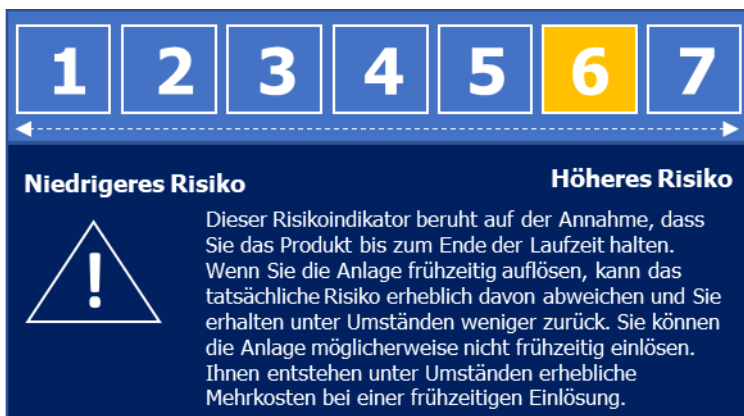 1 2 3 4 5 6 7
Niedrigeres Risiko Höheres Risiko
!
Dieser Risikoindikator beruht auf der Annahme, dass
Sie das Produkt bis zum Ende der Laufzeit halten.
Wenn Sie die Anlage frühzeitig auflösen, kann das
tatsächliche Risiko erheblich davon abweichen und Sie
erhalten unter Umständen weniger zurück. Sie können
die Anlage möglicherweise nicht frühzeitig einlösen.
Ihnen entstehen unter Umständen erhebliche
Mehrkosten bei einer frühzeitigen Einlösung.